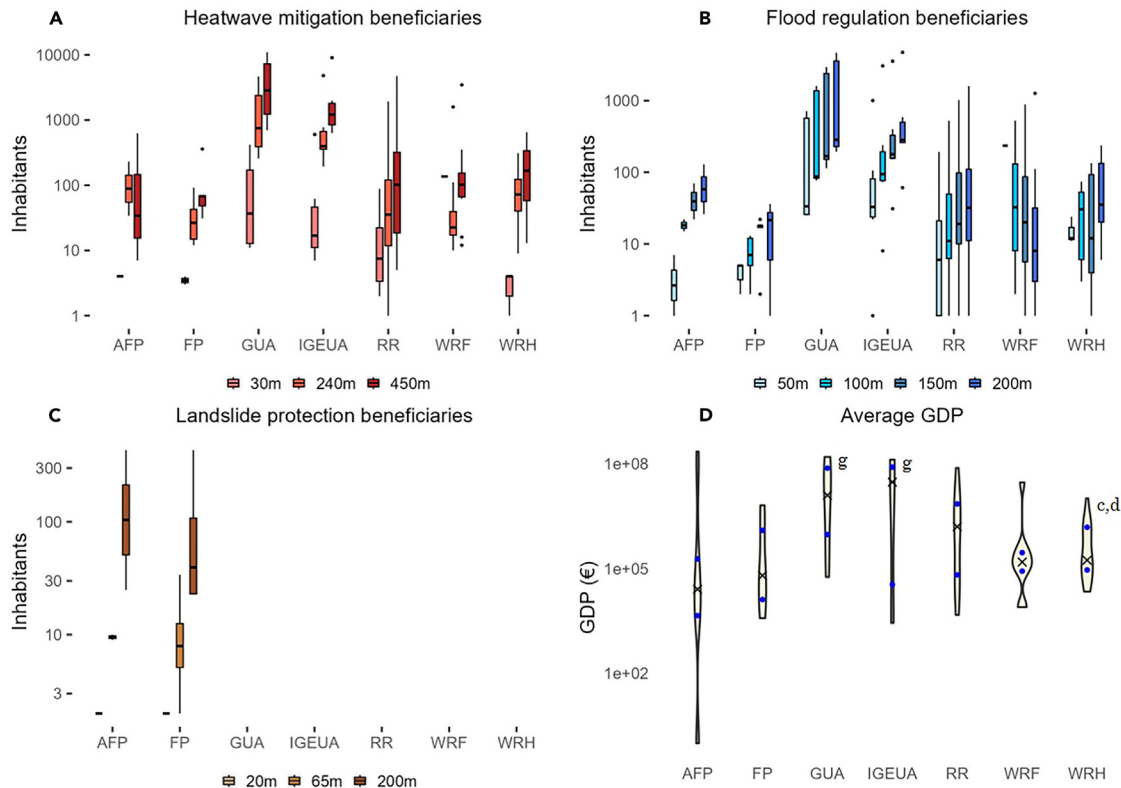 A Heatwave mitigation beneficiaries
Inhabitants
10000
1000
100
10
1
AFP FP GUA IGEUA RR WRF WRH
30m 240m 450m
B Flood regulation beneficiaries
Inhabitants
1000
100
10
1
AFP FP GUA IGEUA RR WRF WRH
50m 100m 150m 200m
C Landslide protection beneficiaries
Inhabitants
300
100
30
10
3
AFP FP GUA IGEUA RR WRF WRH
20m 65m 200m
D Average GDP
GDP (€)
1e+08
1e+05
1e+02
g g
c,d
AFP FP GUA IGEUA RR WRF WRH